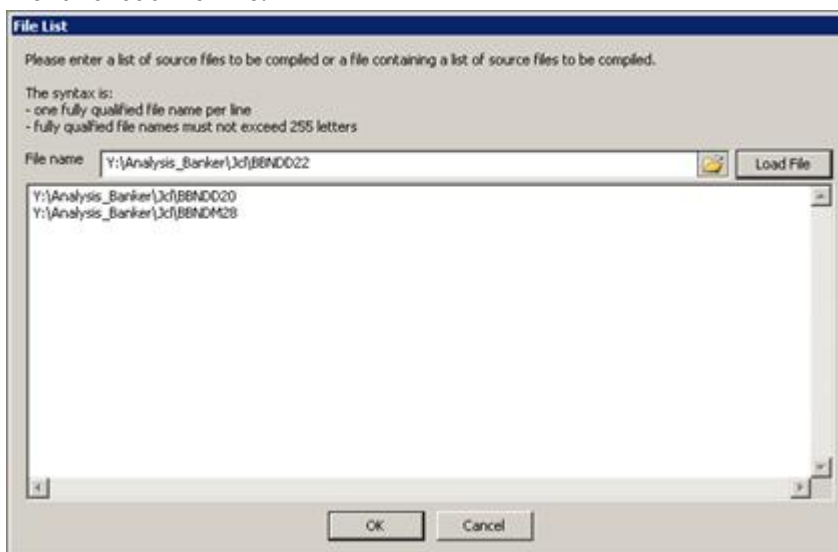 File List
Please enter a list of source files to be compiled or a file containing a list of source files to be compiled.
The syntax is:
- one fully qualified file name per line
- fully qualfied file names must not exceed 255 letters
File name Y:\Analysis_Banker\Jcl\BBNDD22 Load File
Y:\Analysis_Banker\Jcl\BBNDD20
Y:\Analysis_Banker\Jcl\BBNDM28
OK Cancel